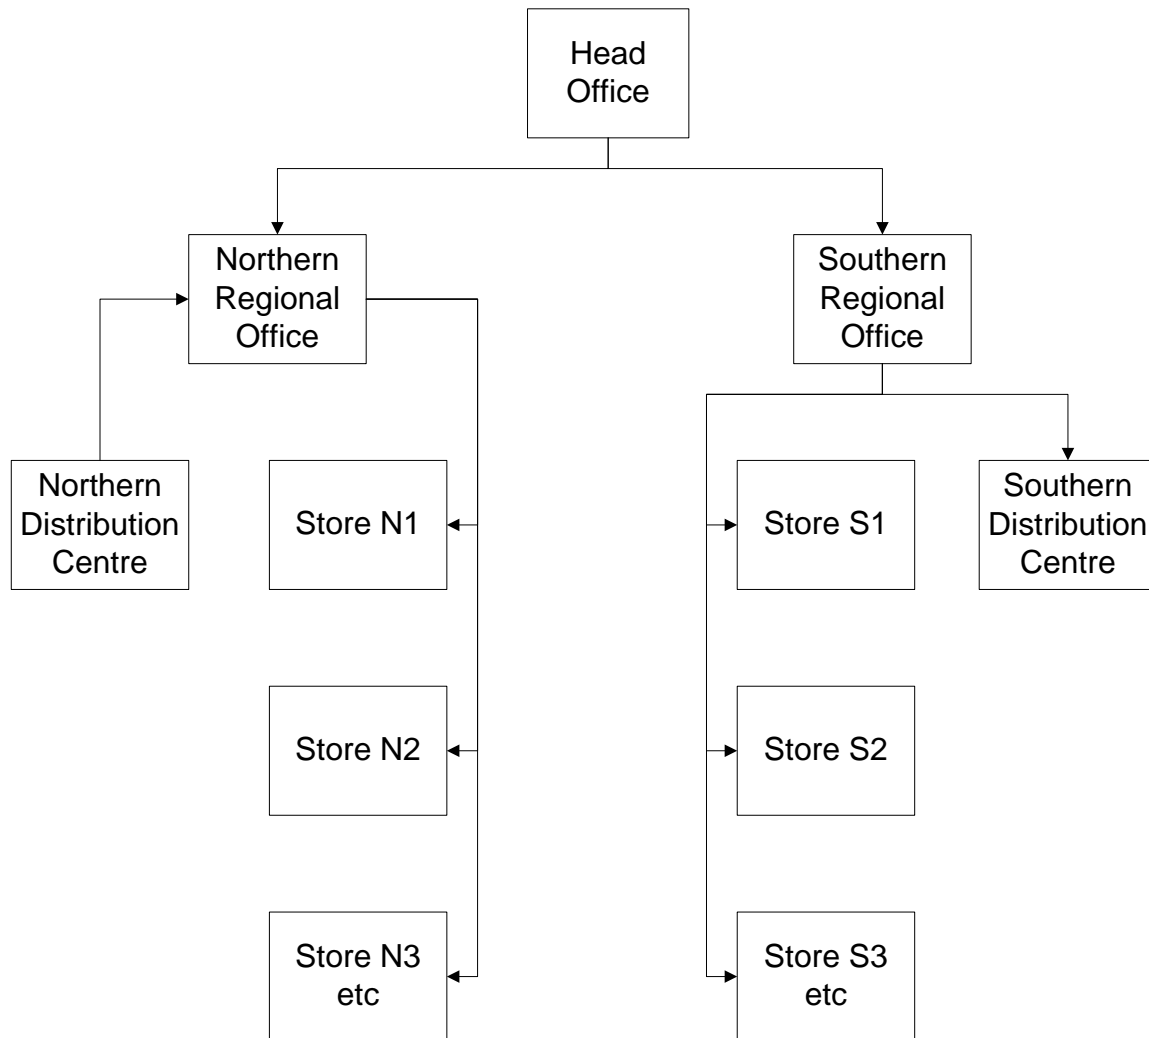 Head
Office
Northern
Regional
Office
Southern
Regional
Office
Northern
Distribution
Centre
Store N1
Store S1
Southern
Distribution
Centre
Store N2
Store S2
Store N3
etc
Store S3
etc